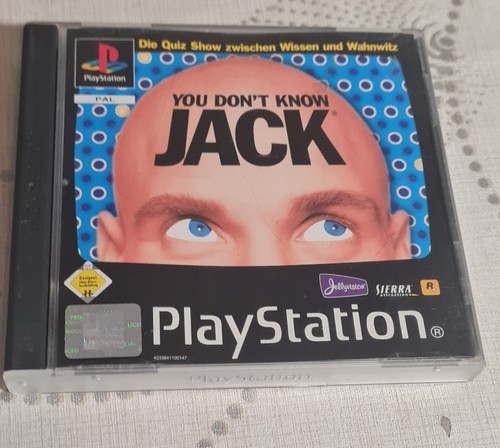 Die Quiz Show zwischen Wissen und Wahnwitz
PlayStation
PAL
YOU DON'T KNOW
JACK®
Jellyvision
SIERRA
R
PlayStation®
PlayStation